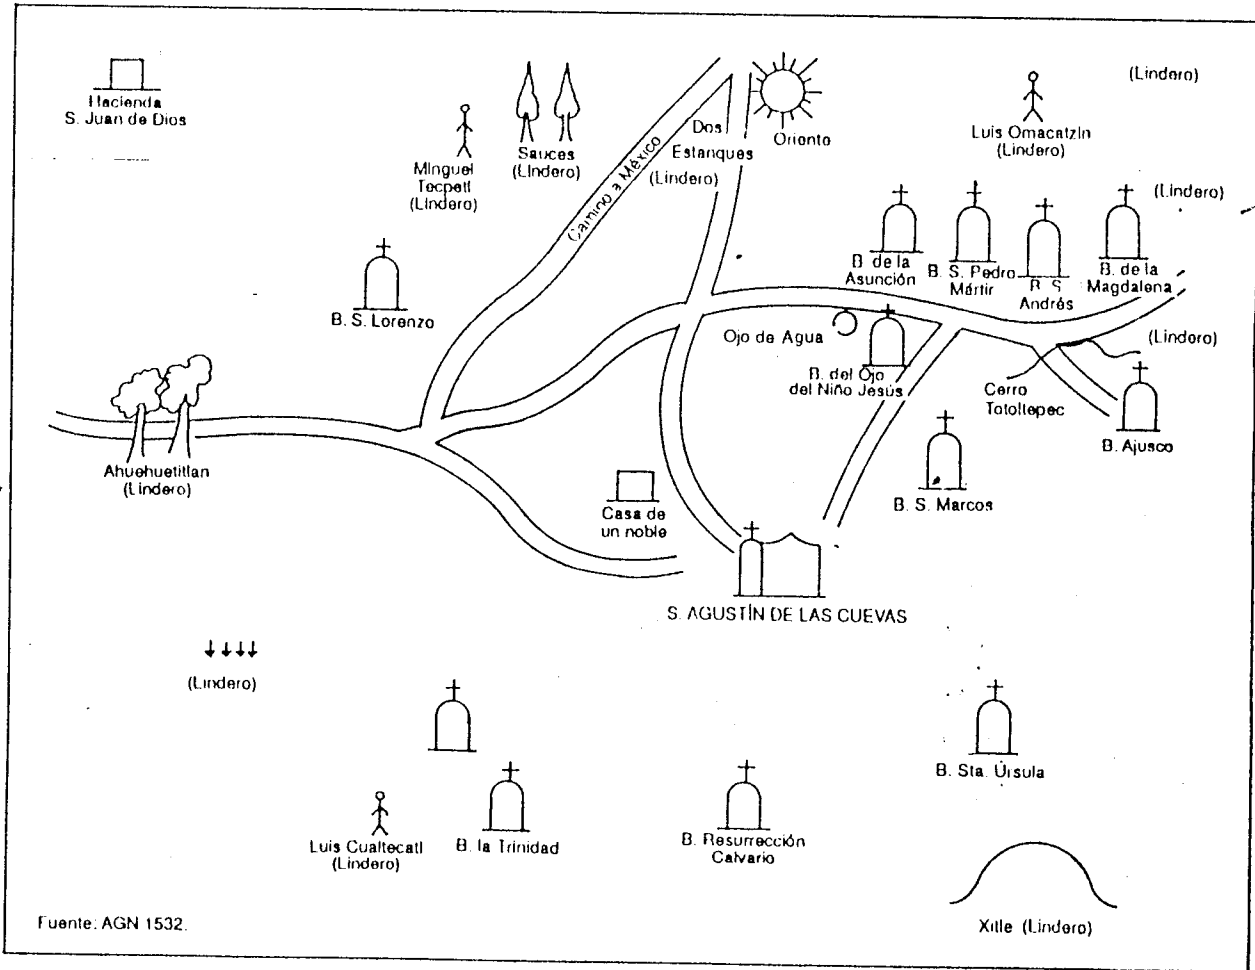 Hacienda
S. Juan de Dios
Minguel
Tecpatl
(Lindero)
Sauces
(Lindero)
Camino a México
Dos
Estanques
(Lindero)
Oriente
Luis Omacatzin
(Lindero)
(Lindero)
(Lindero)
B. de la
Asunción
B. S. Pedro
Mártir
B. S.
Andrés
B. de la
Magdalena
B. S. Lorenzo
Ojo de Agua
B. del Ojo
del Niño Jesús
(Lindero)
Cerro
Totoltepec
B. Ajusco
Ahuehuetitlan
(Lindero)
Casa de
un noble
B. S. Marcos
S. AGUSTÍN DE LAS CUEVAS
(Lindero)
B. Sta. Úrsula
Luis Cualtecatl
(Lindero)
B. la Trinidad
B. Resurrección
Calvario
Xitle (Lindero)
Fuente: AGN 1532.